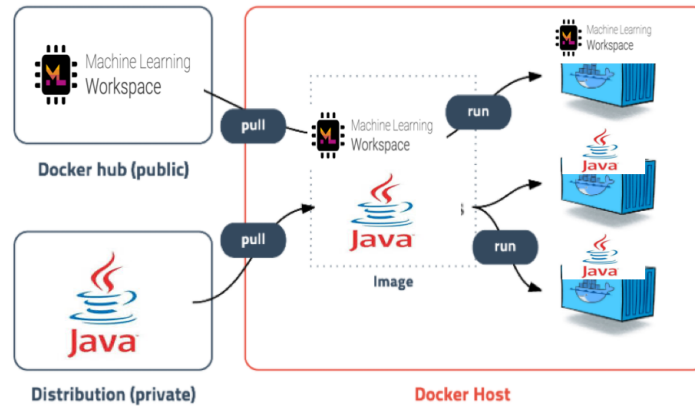 Machine Learning
Workspace
Docker hub (public)
pull
Machine Learning
Workspace
run
Machine Learning
Workspace
Java
Distribution (private)
pull
Java
Image
run
Java
Java
Docker Host